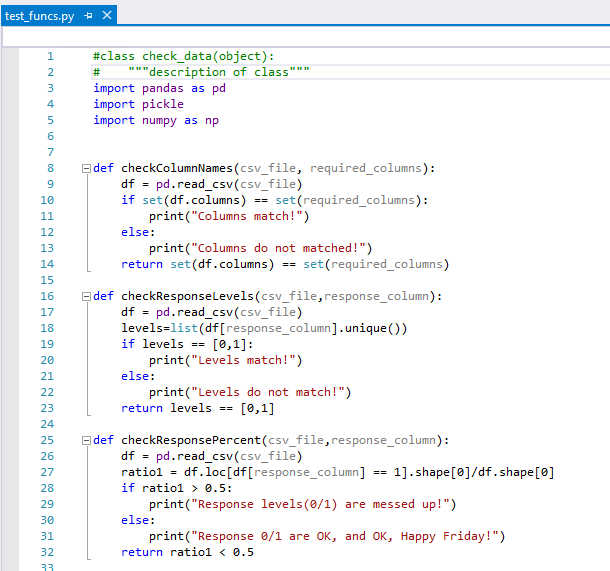 test_funcs.py
1 #class check_data(object):
2 #    """description of class"""
3 import pandas as pd
4 import pickle
5 import numpy as np
6
7
8 def checkColumnNames(csv_file, required_columns):
9     df = pd.read_csv(csv_file)
10     if set(df.columns) == set(required_columns):
11         print("Columns match!")
12     else:
13         print("Columns do not matched!")
14     return set(df.columns) == set(required_columns)
15
16 def checkResponseLevels(csv_file,response_column):
17     df = pd.read_csv(csv_file)
18     levels=list(df[response_column].unique())
19     if levels == [0,1]:
20         print("Levels match!")
21     else:
22         print("Levels do not match!")
23     return levels == [0,1]
24
25 def checkResponsePercent(csv_file,response_column):
26     df = pd.read_csv(csv_file)
27     ratio1 = df.loc[df[response_column] == 1].shape[0]/df.shape[0]
28     if ratio1 > 0.5:
29         print("Response levels(0/1) are messed up!")
30     else:
31         print("Response 0/1 are OK, and OK, Happy Friday!")
32     return ratio1 < 0.5
33